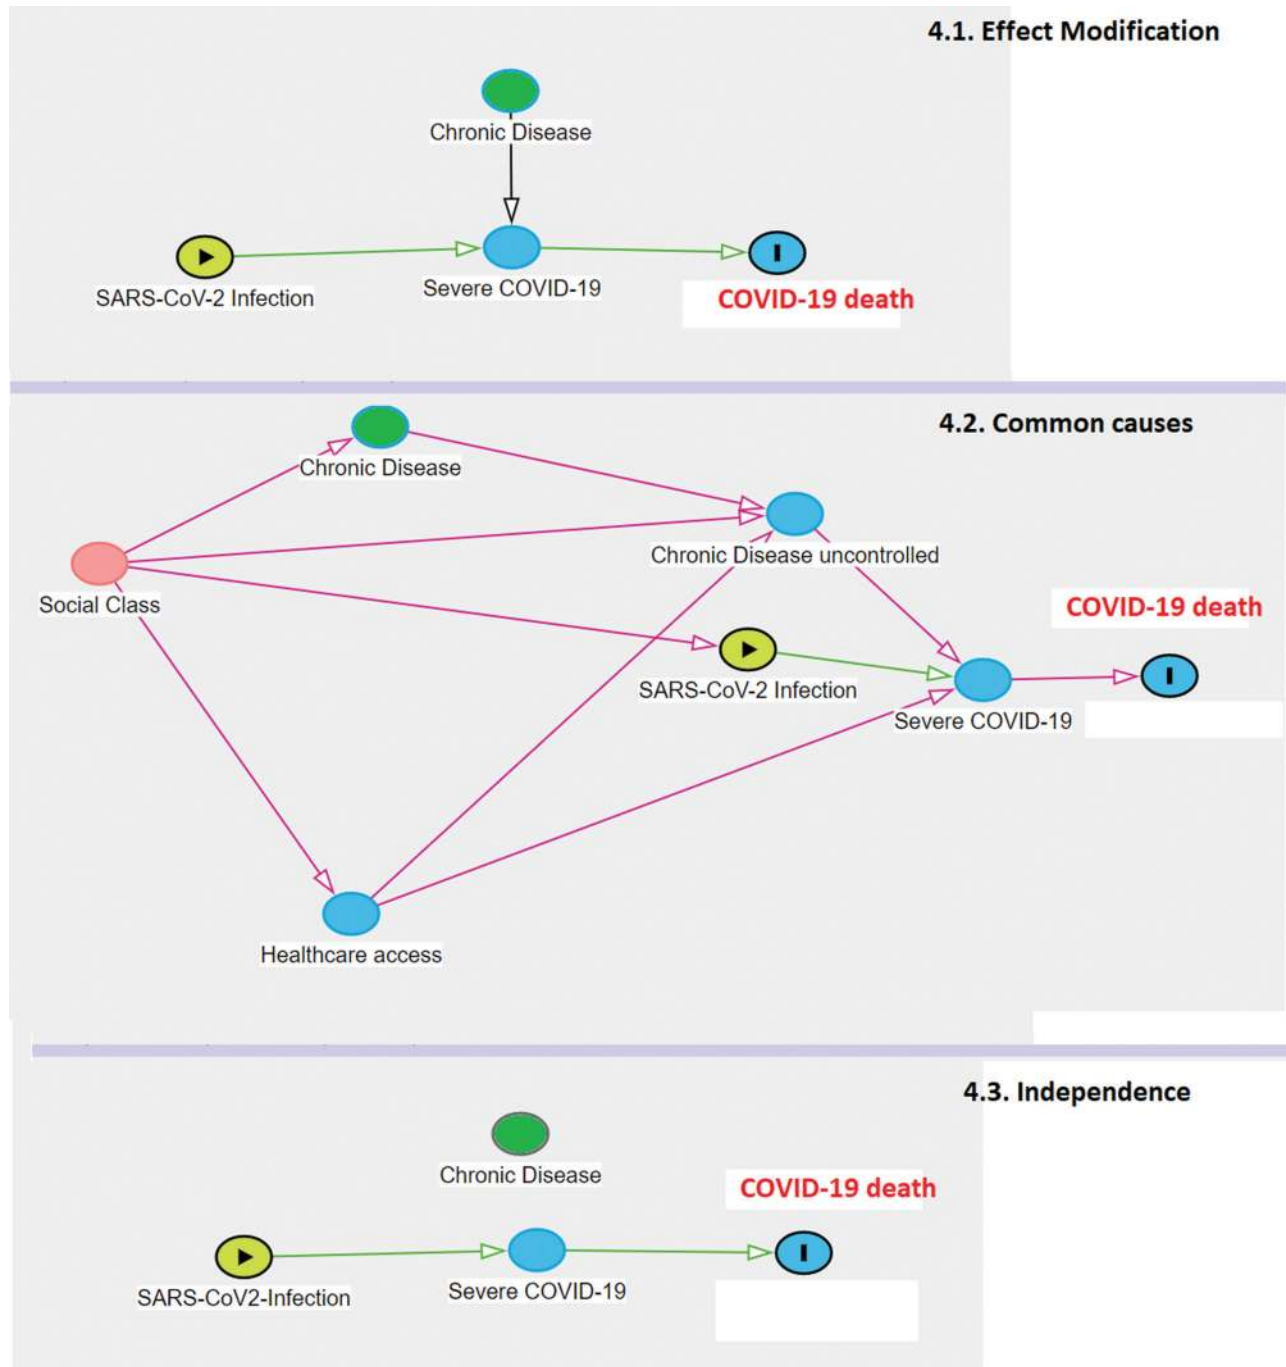 4.1. Effect Modification
Chronic Disease
SARS-CoV-2 Infection
Severe COVID-19
COVID-19 death
4.2. Common causes
Chronic Disease
Chronic Disease uncontrolled
Social Class
COVID-19 death
SARS-CoV-2 Infection
Severe COVID-19
Healthcare access
4.3. Independence
Chronic Disease
COVID-19 death
SARS-CoV2-Infection
Severe COVID-19